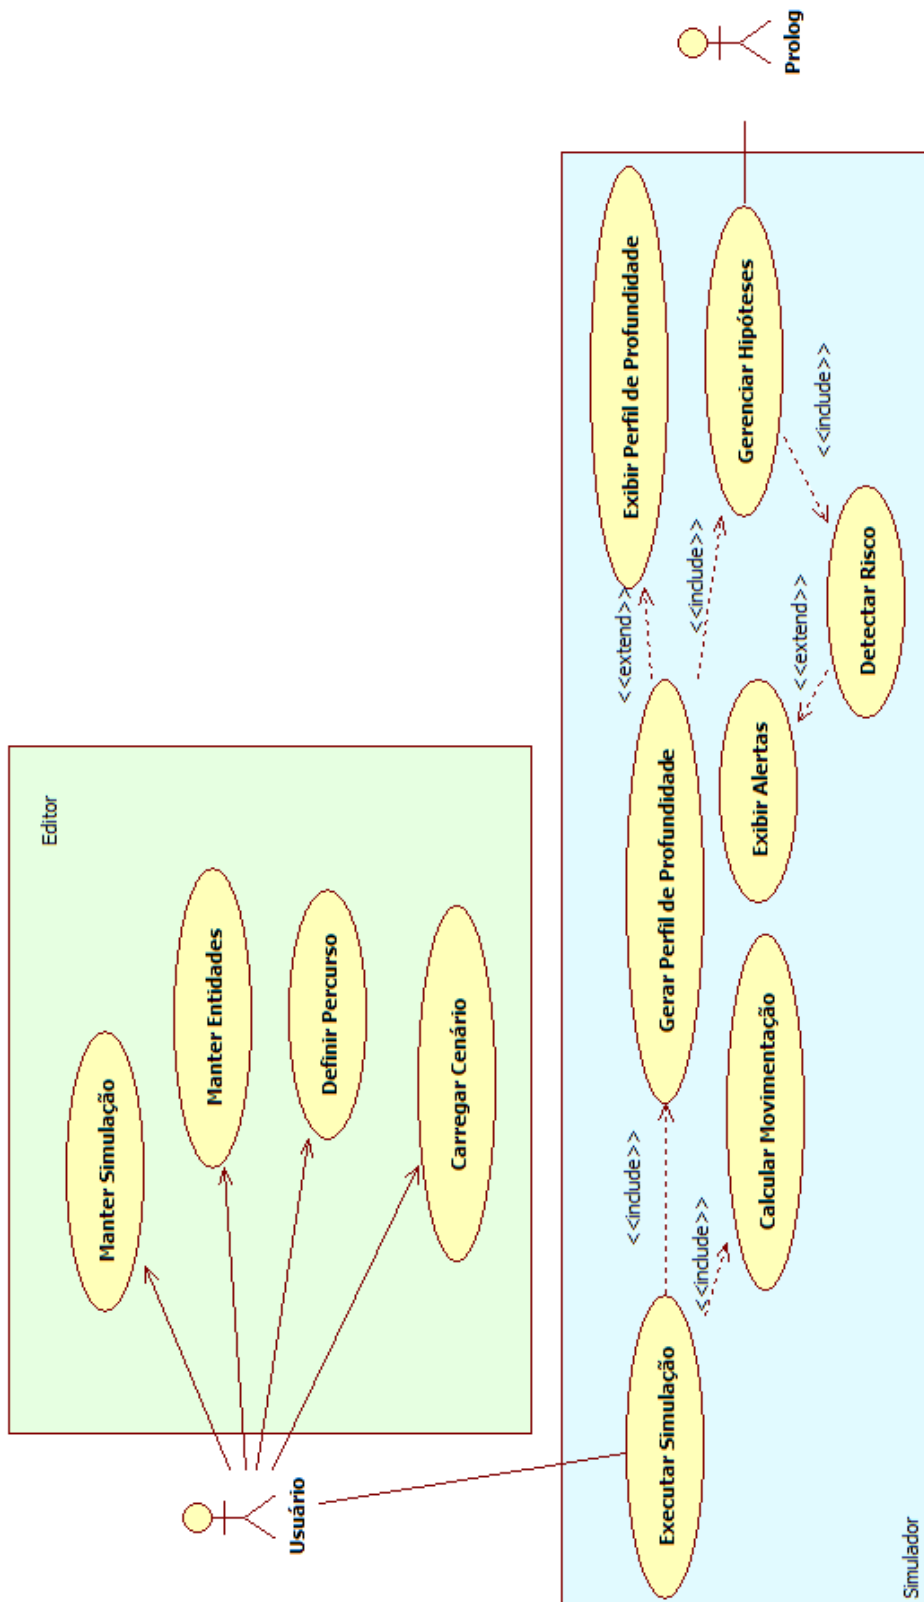 Editor
Manter Simulação
Manter Entidades
Definir Percurso
Carregar Cenário
Usuário
Prolog
Simulador
Executar Simulação
<<include>>
<<include>>
Calcular Movimentação
Gerar Perfil de Profundidade
<<extend>>
Exibir Perfil de Profundidade
<<include>>
Gerenciar Hipóteses
<<include>>
Detectar Risco
<<extend>>
Exibir Alertas